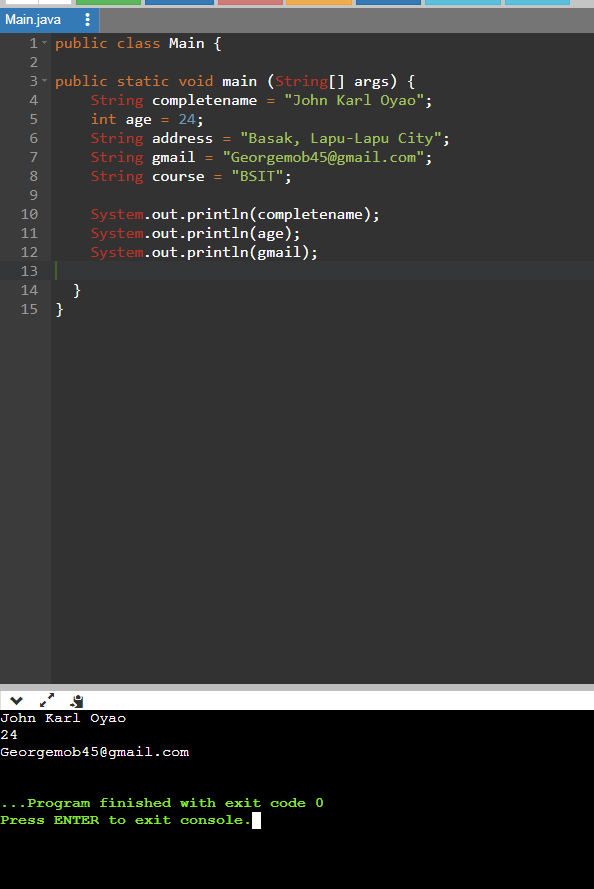 Main.java
1 public class Main {
2
3 public static void main (String[] args) {
4 String completename = "John Karl Oyao";
5 int age = 24;
6 String address = "Basak, Lapu-Lapu City";
7 String gmail = "Georgemob45@gmail.com";
8 String course = "BSIT";
9
10 System.out.println(completename);
11 System.out.println(age);
12 System.out.println(gmail);
13
14 }
15 }
John Karl Oyao
24
Georgemob45@gmail.com
...Program finished with exit code 0
Press ENTER to exit console.